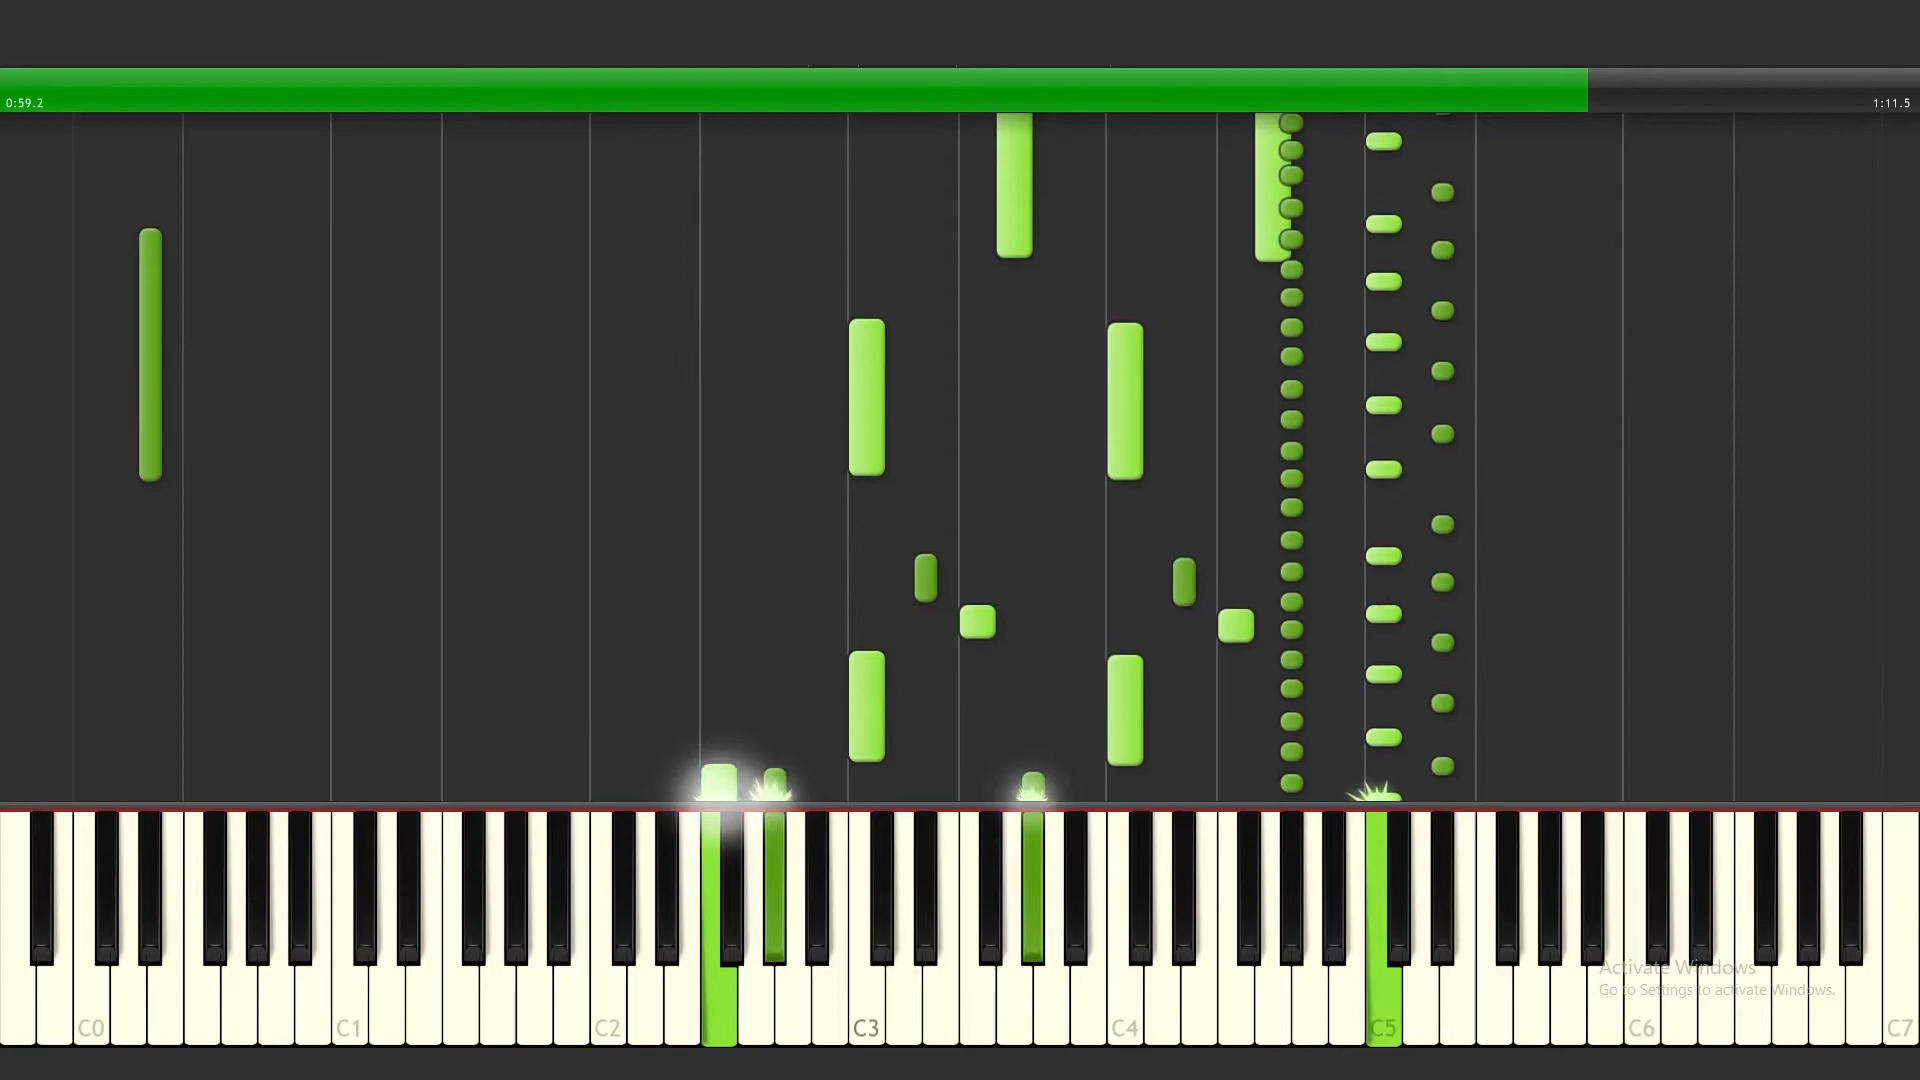 0:59.2
1:11.5
Activate Windows
Go to Settings to activate Windows.
C0 C1 C2 C3 C4 C5 C6 C7